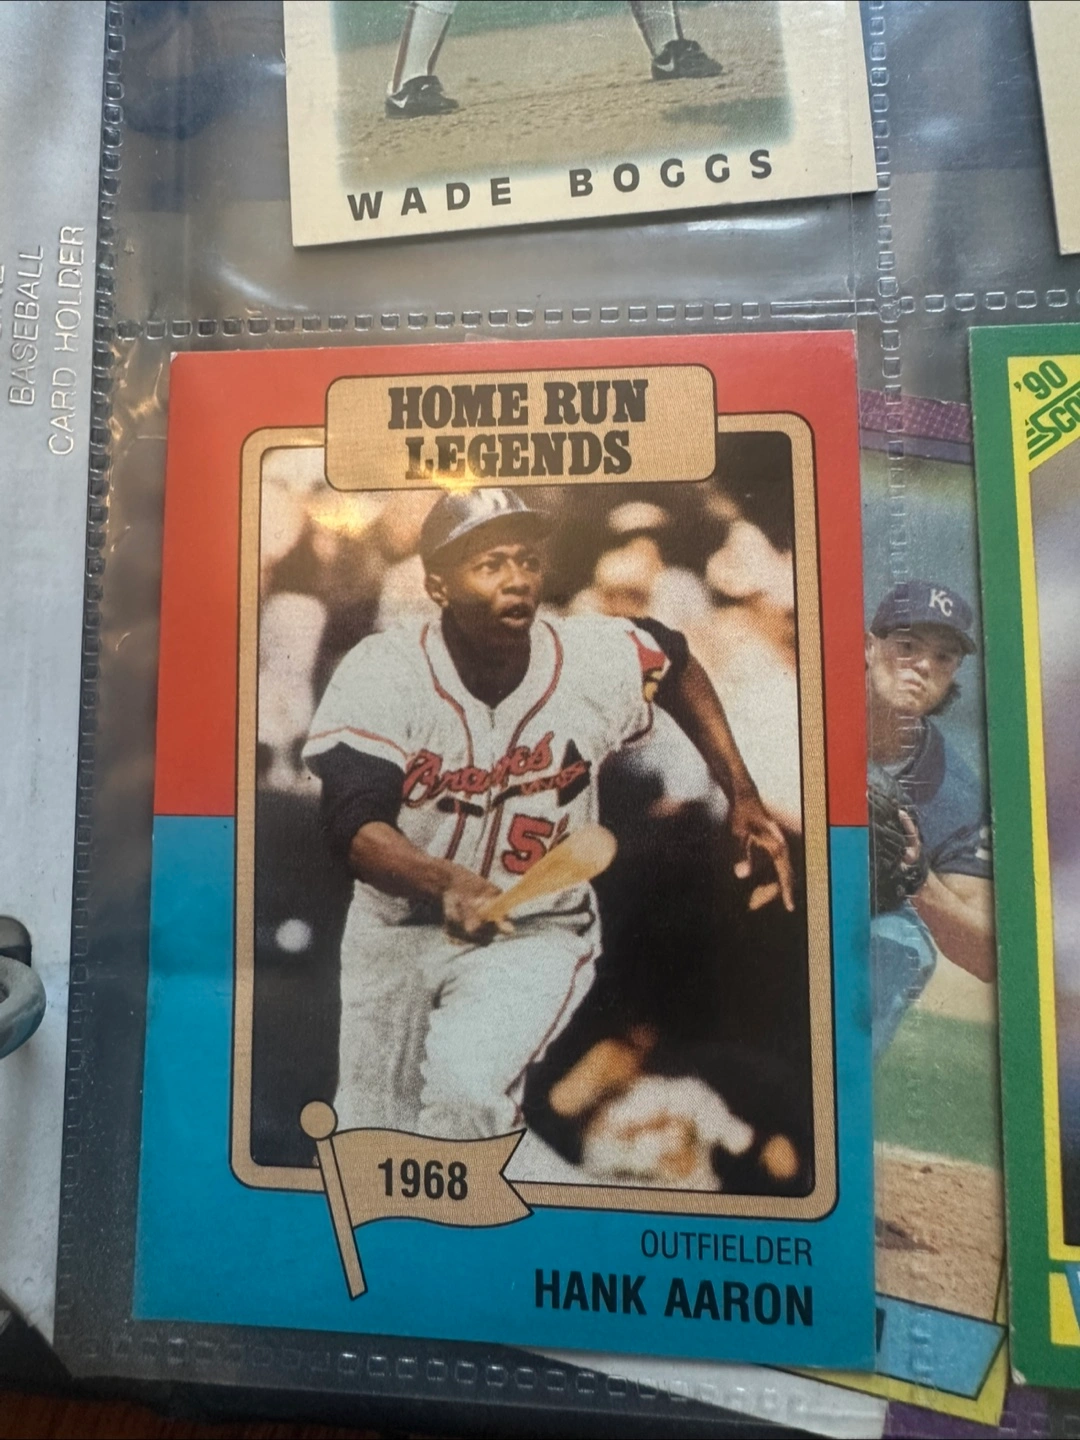 WADE BOGGS
BASEBALL
CARD HOLDER
HOME RUN
LEGENDS
'90
KC
Braves
1968
OUTFIELDER
HANK AARON